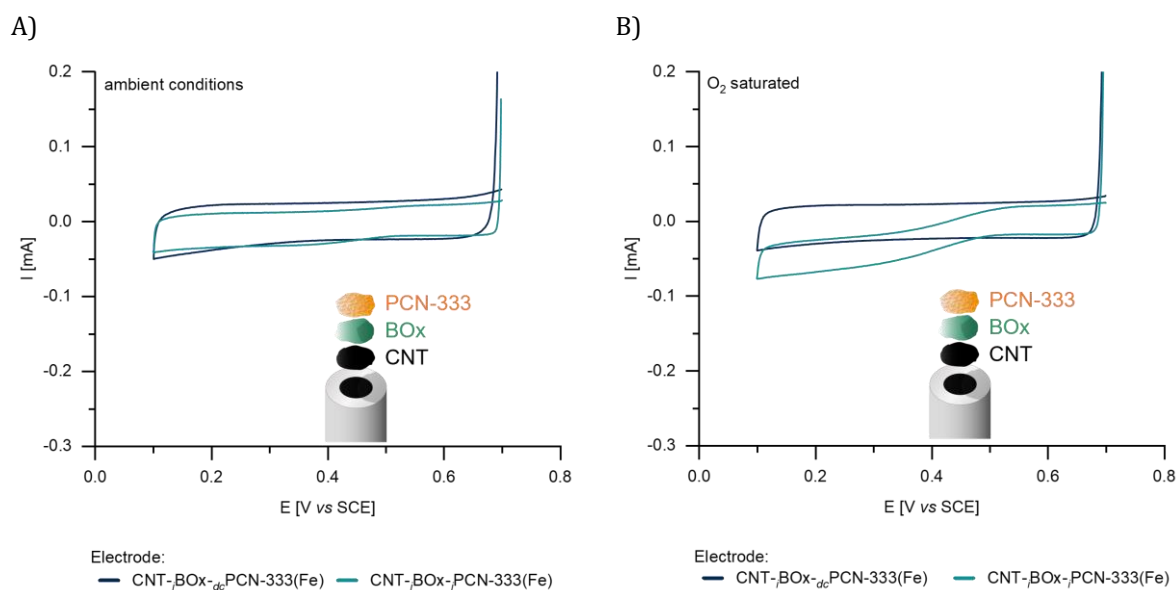 A)
ambient conditions
0.2
0.1
0.0
-0.1
-0.2
-0.3
I [mA]
PCN-333
BOx
CNT
0.0 0.2 0.4 0.6 0.8
E [V vs SCE]
Electrode:
CNT-iBOx-dcPCN-333(Fe) CNT-iBOx-iPCN-333(Fe)
B)
O2 saturated
0.2
0.1
0.0
-0.1
-0.2
-0.3
I [mA]
PCN-333
BOx
CNT
0.0 0.2 0.4 0.6 0.8
E [V vs SCE]
Electrode:
CNT-iBOx-dcPCN-333(Fe) CNT-iBOx-iPCN-333(Fe)